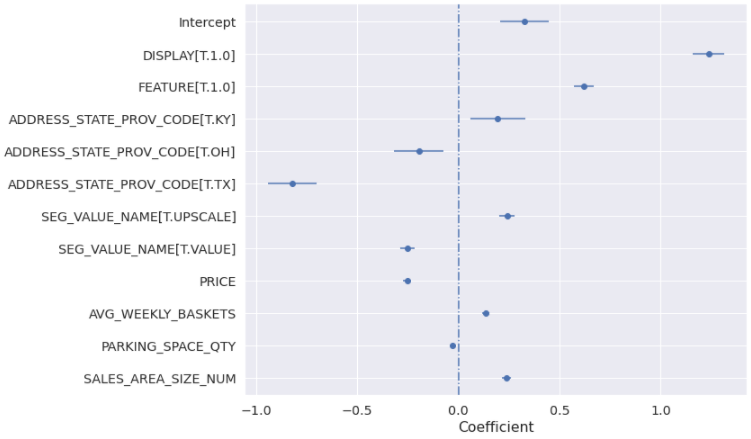 Intercept
DISPLAY[T.1.0]
FEATURE[T.1.0]
ADDRESS_STATE_PROV_CODE[T.KY]
ADDRESS_STATE_PROV_CODE[T.OH]
ADDRESS_STATE_PROV_CODE[T.TX]
SEG_VALUE_NAME[T.UPSCALE]
SEG_VALUE_NAME[T.VALUE]
PRICE
AVG_WEEKLY_BASKETS
PARKING_SPACE_QTY
SALES_AREA_SIZE_NUM
−1.0 −0.5 0.0 0.5 1.0
Coefficient